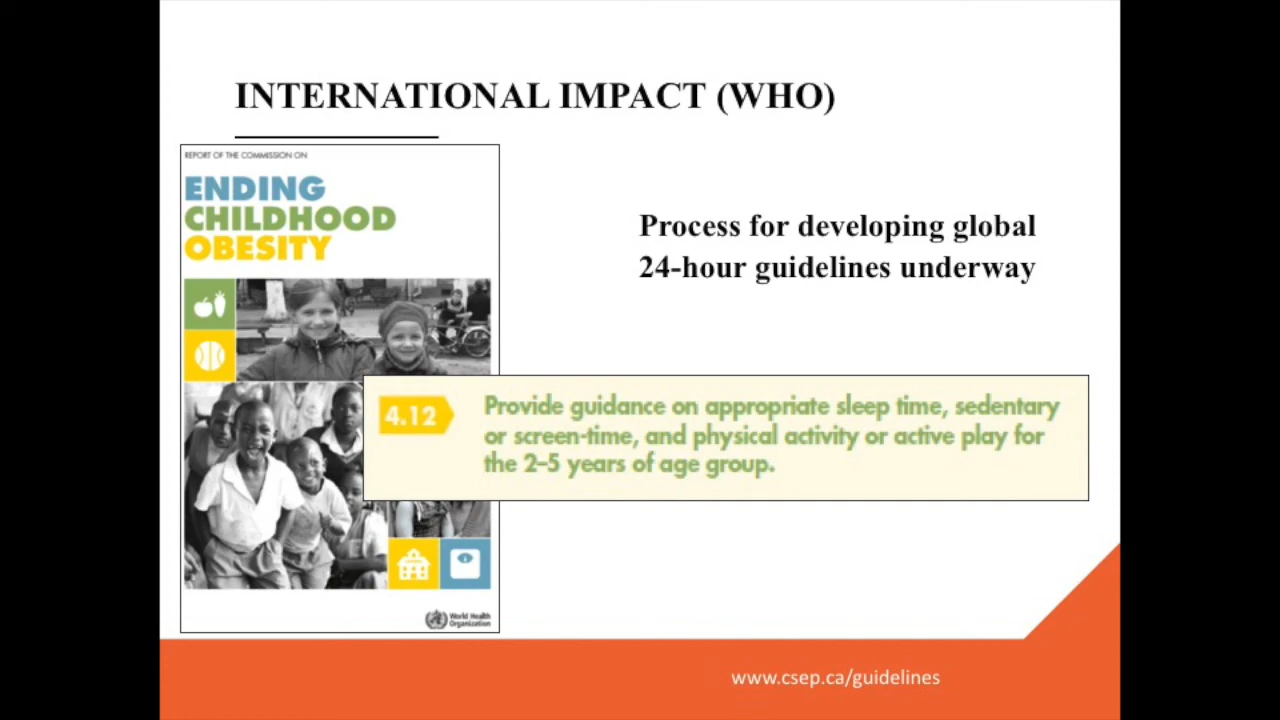 INTERNATIONAL IMPACT (WHO)
REPORT OF THE COMMISSION ON
ENDING
CHILDHOOD
OBESITY
Process for developing global
24-hour guidelines underway
4.12
Provide guidance on appropriate sleep time, sedentary
or screen-time, and physical activity or active play for
the 2–5 years of age group.
World Health
Organization
www.csep.ca/guidelines